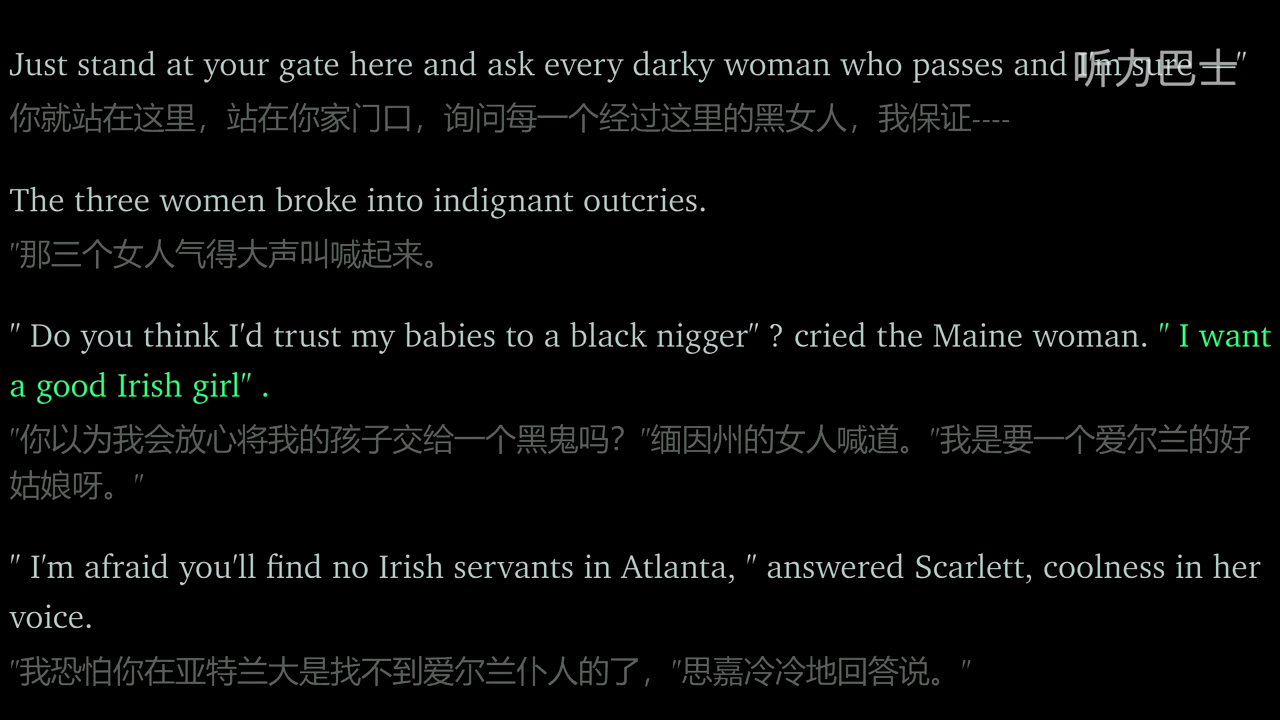 Just stand at your gate here and ask every darky woman who passes and I'm sure —"
听力巴士
你就站在这里，站在你家门口，询问每一个经过这里的黑女人，我保证----
The three women broke into indignant outcries.
"那三个女人气得大声叫喊起来。
" Do you think I'd trust my babies to a black nigger" ? cried the Maine woman. " I want
a good Irish girl" .
"你以为我会放心将我的孩子交给一个黑鬼吗？"缅因州的女人喊道。"我是要一个爱尔兰的好
姑娘呀。"
" I'm afraid you'll find no Irish servants in Atlanta, " answered Scarlett, coolness in her
voice.
"我恐怕你在亚特兰大是找不到爱尔兰仆人的了，"思嘉冷冷地回答说。"